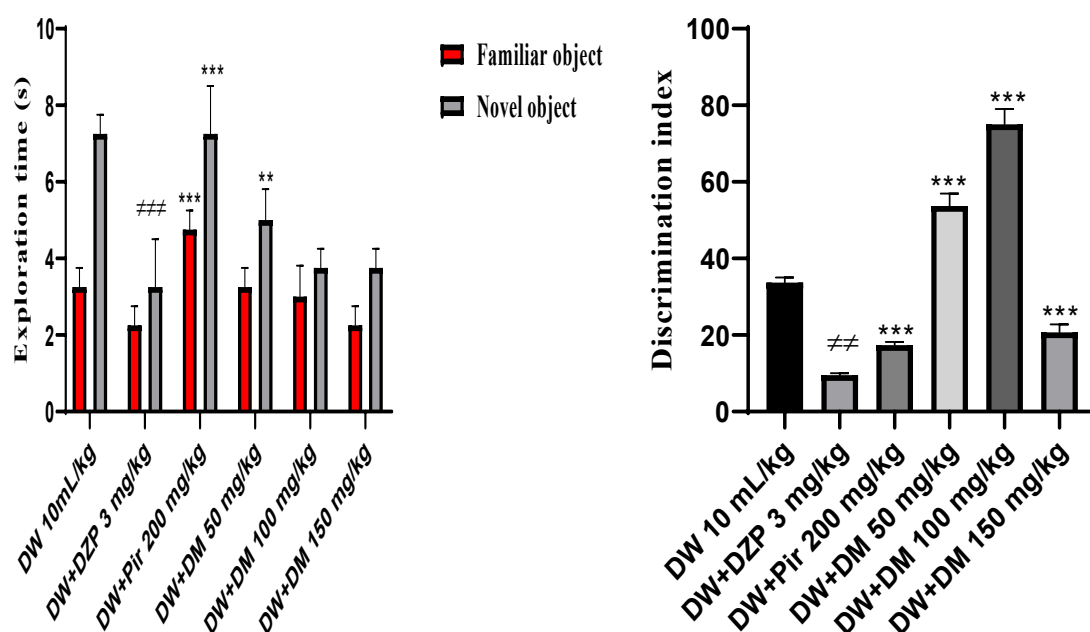 Exploration time (s)
10
8
6
4
2
0
***
***
**
###
DW 10mL/kg
DW+DZP 3 mg/kg
DW+Pir 200 mg/kg
DW+DM 50 mg/kg
DW+DM 100 mg/kg
DW+DM 150 mg/kg
Familiar object
Novel object
Discrimination index
100
80
60
40
20
0
##
***
***
***
***
DW 10 mL/kg
DW+DZP 3 mg/kg
DW+Pir 200 mg/kg
DW+DM 50 mg/kg
DW+DM 100 mg/kg
DW+DM 150 mg/kg